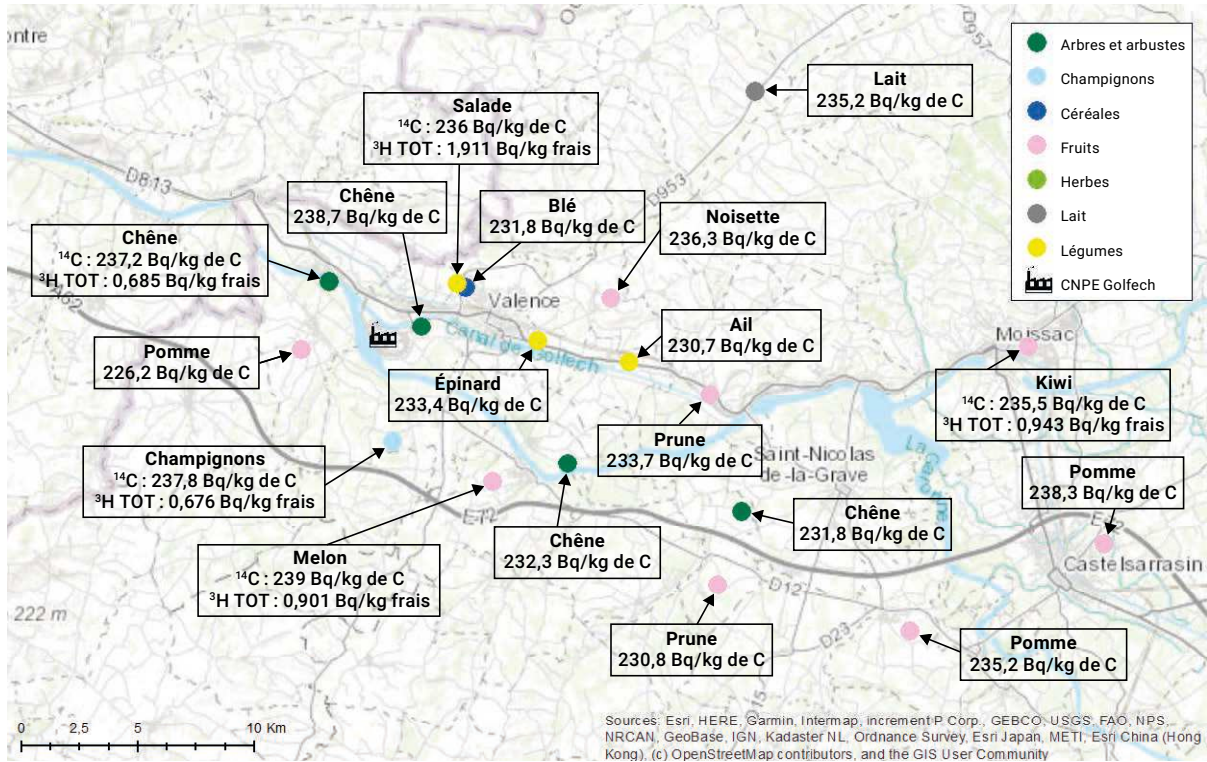 ontre
D957
Arbres et arbustes
Champignons
Céréales
Fruits
Herbes
Lait
Légumes
CNPE Golfech
Lait
235,2 Bq/kg de C
Salade
¹⁴C : 236 Bq/kg de C
³H TOT : 1,911 Bq/kg frais
D813
D953
Chêne
238,7 Bq/kg de C
Blé
231,8 Bq/kg de C
Noisette
236,3 Bq/kg de C
Chêne
¹⁴C : 237,2 Bq/kg de C
³H TOT : 0,685 Bq/kg frais
A62
Valence
Canal de Golfech
Moissac
Pomme
226,2 Bq/kg de C
Ail
230,7 Bq/kg de C
Épinard
233,4 Bq/kg de C
Kiwi
¹⁴C : 235,5 Bq/kg de C
³H TOT : 0,943 Bq/kg frais
Prune
233,7 Bq/kg de C
Saint-Nicolas
de-la-Grave
Champignons
¹⁴C : 237,8 Bq/kg de C
³H TOT : 0,676 Bq/kg frais
Pomme
238,3 Bq/kg de C
E72
Chêne
231,8 Bq/kg de C
Chêne
232,3 Bq/kg de C
Melon
¹⁴C : 239 Bq/kg de C
³H TOT : 0,901 Bq/kg frais
Castelsarrasin
D12
222 m
Prune
230,8 Bq/kg de C
D23
Pomme
235,2 Bq/kg de C
0 2,5 5 10 Km
Sources: Esri, HERE, Garmin, Intermap, increment P Corp., GEBCO, USGS, FAO, NPS,
NRCAN, GeoBase, IGN, Kadaster NL, Ordnance Survey, Esri Japan, METI, Esri China (Hong
Kong), (c) OpenStreetMap contributors, and the GIS User Community